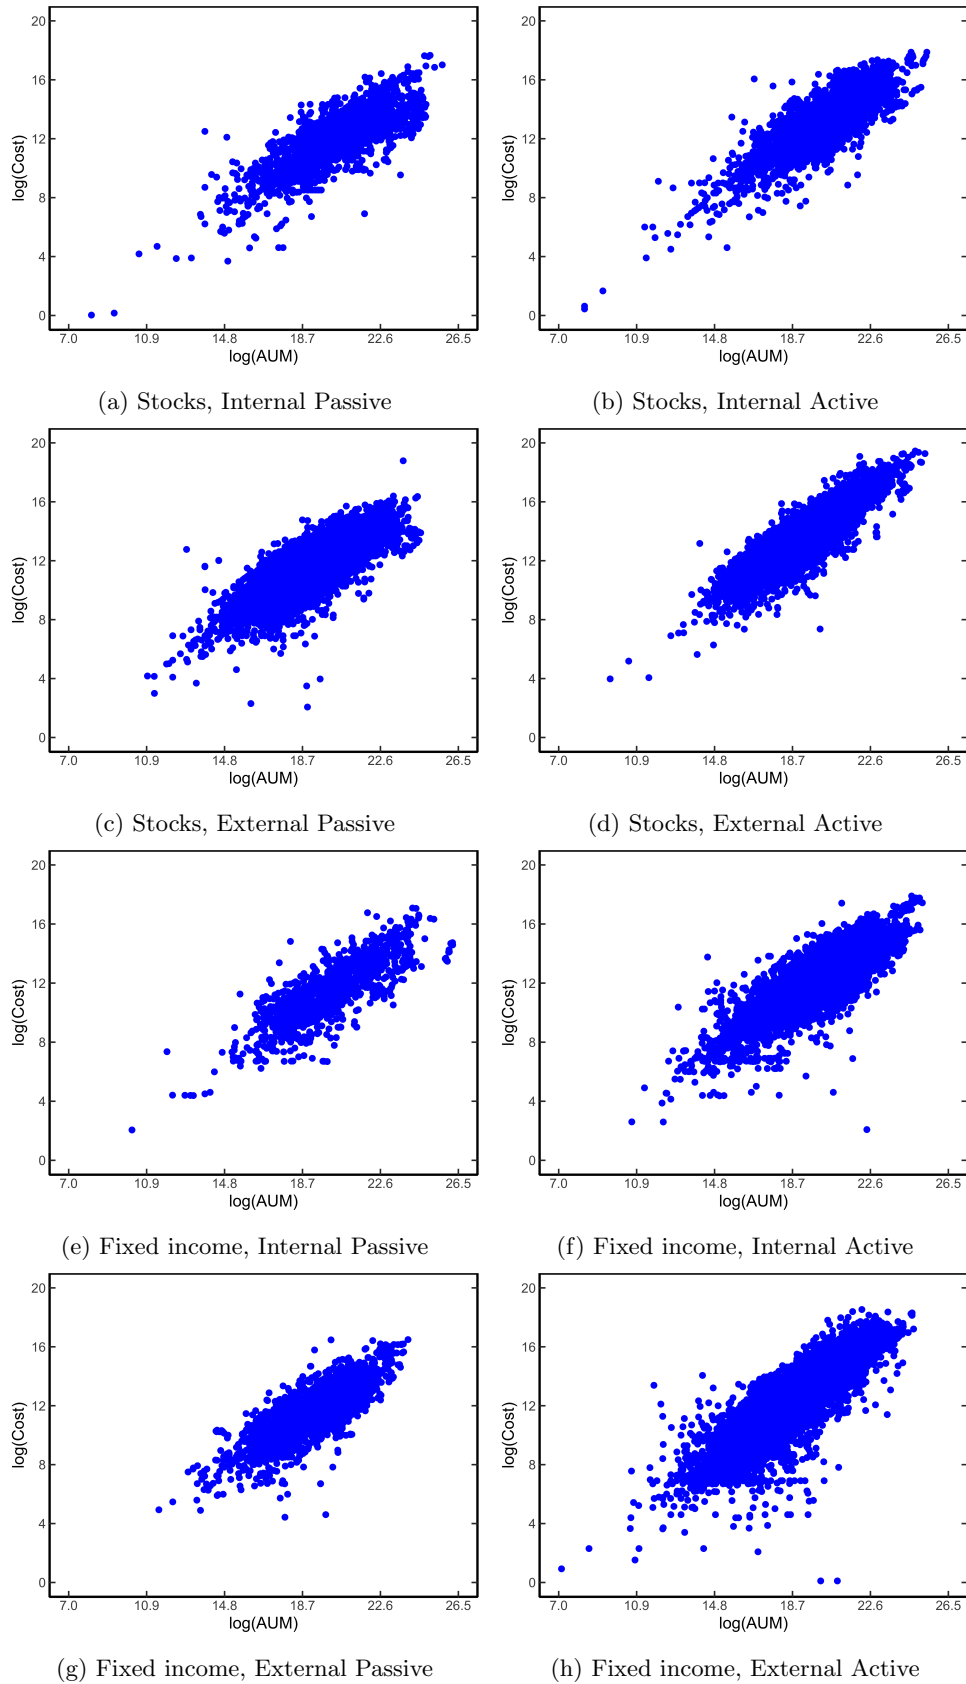 20
16
12
8
4
0
log(Cost)
7.0 10.9 14.8 18.7 22.6 26.5
log(AUM)
(a) Stocks, Internal Passive
20
16
12
8
4
0
log(Cost)
7.0 10.9 14.8 18.7 22.6 26.5
log(AUM)
(b) Stocks, Internal Active
20
16
12
8
4
0
log(Cost)
7.0 10.9 14.8 18.7 22.6 26.5
log(AUM)
(c) Stocks, External Passive
20
16
12
8
4
0
log(Cost)
7.0 10.9 14.8 18.7 22.6 26.5
log(AUM)
(d) Stocks, External Active
20
16
12
8
4
0
log(Cost)
7.0 10.9 14.8 18.7 22.6 26.5
log(AUM)
(e) Fixed income, Internal Passive
20
16
12
8
4
0
log(Cost)
7.0 10.9 14.8 18.7 22.6 26.5
log(AUM)
(f) Fixed income, Internal Active
20
16
12
8
4
0
log(Cost)
7.0 10.9 14.8 18.7 22.6 26.5
log(AUM)
(g) Fixed income, External Passive
20
16
12
8
4
0
log(Cost)
7.0 10.9 14.8 18.7 22.6 26.5
log(AUM)
(h) Fixed income, External Active